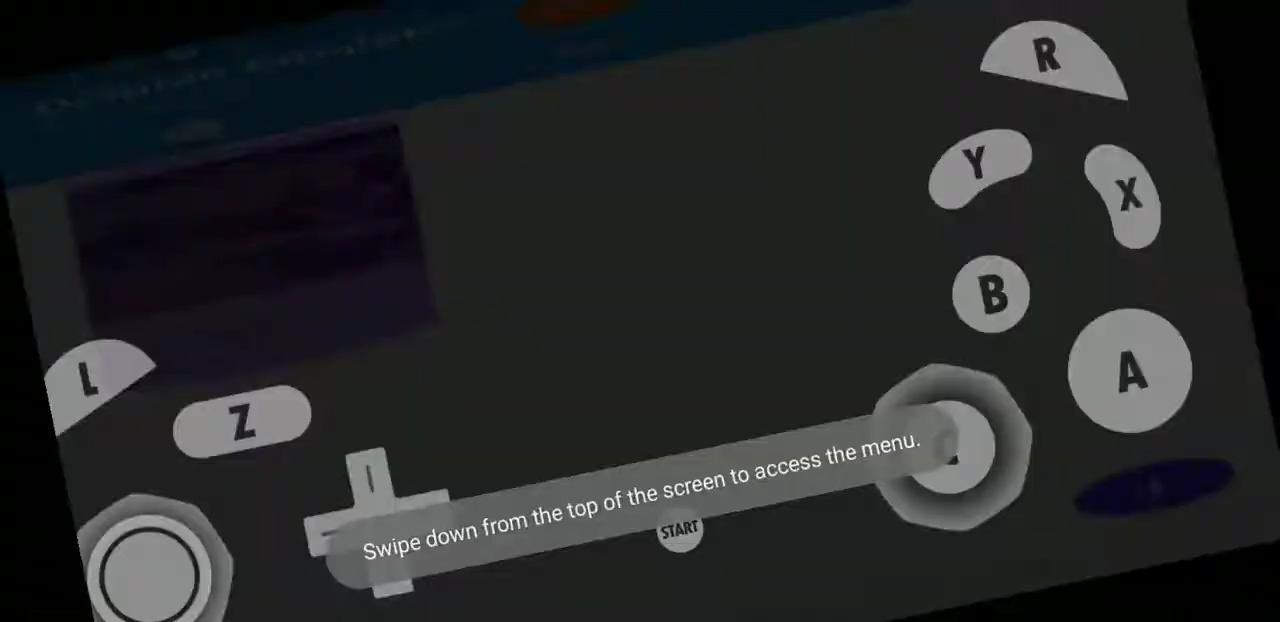 R
Y
X
B
L
A
Z
Swipe down from the top of the screen to access the menu.
START